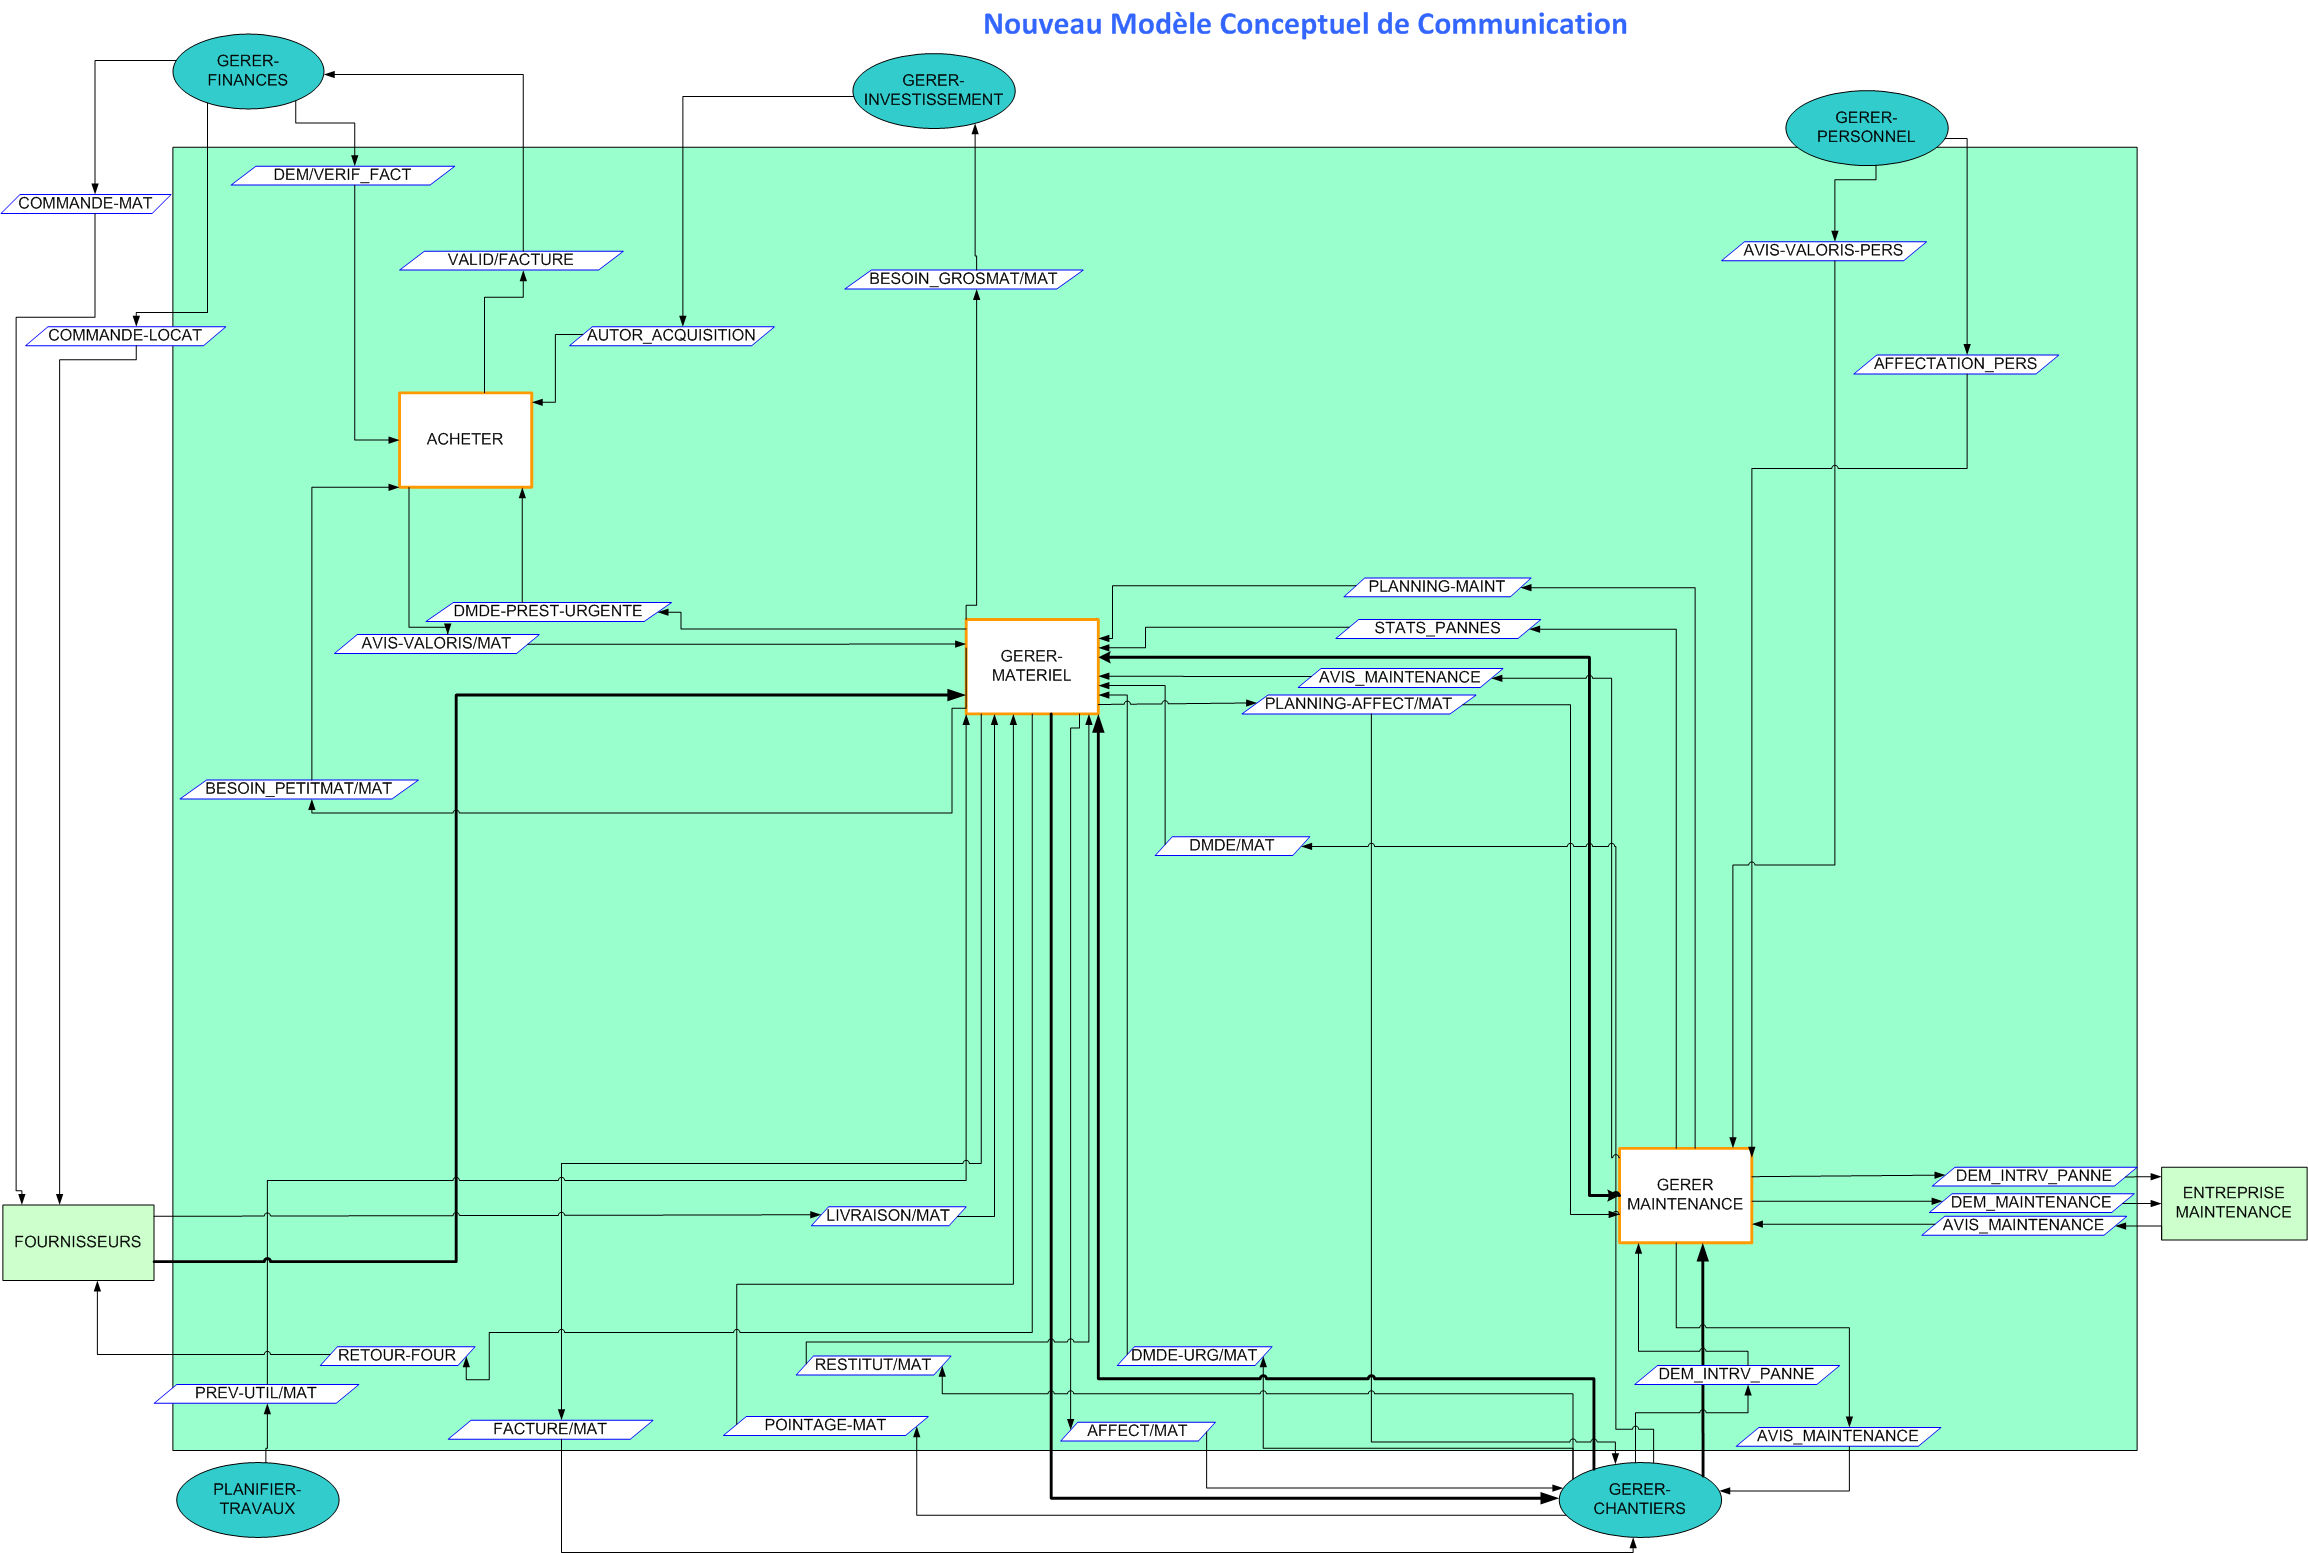 Nouveau Modèle Conceptuel de Communication
GERER-
FINANCES
GERER-
INVESTISSEMENT
GERER-
PERSONNEL
DEM/VERIF_FACT
COMMANDE-MAT
VALID/FACTURE
AVIS-VALORIS-PERS
BESOIN_GROSMAT/MAT
COMMANDE-LOCAT
AUTOR_ACQUISITION
AFFECTATION_PERS
ACHETER
PLANNING-MAINT
DMDE-PREST-URGENTE
STATS_PANNES
AVIS-VALORIS/MAT
GERER-
MATERIEL
AVIS_MAINTENANCE
PLANNING-AFFECT/MAT
BESOIN_PETITMAT/MAT
DMDE/MAT
DEM_INTRV_PANNE
GERER
MAINTENANCE
ENTREPRISE
MAINTENANCE
DEM_MAINTENANCE
LIVRAISON/MAT
AVIS_MAINTENANCE
FOURNISSEURS
RETOUR-FOUR
RESTITUT/MAT
DMDE-URG/MAT
DEM_INTRV_PANNE
PREV-UTIL/MAT
FACTURE/MAT
POINTAGE-MAT
AFFECT/MAT
AVIS_MAINTENANCE
PLANIFIER-
TRAVAUX
GERER-
CHANTIERS